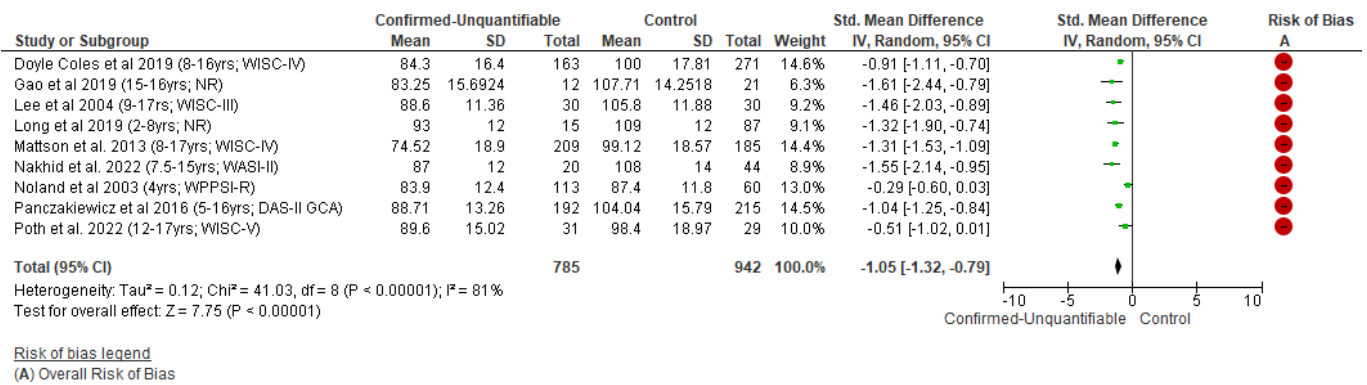 Confirmed-Unquantifiable Control Std. Mean Difference Std. Mean Difference Risk of Bias
Study or Subgroup Mean SD Total Mean SD Total Weight IV, Random, 95% CI IV, Random, 95% CI A
Doyle Coles et al 2019 (8-16yrs; WISC-IV) 84.3 16.4 163 100 17.81 271 14.6% -0.91 [-1.11, -0.70]
Gao et al 2019 (15-16yrs; NR) 83.25 15.6924 12 107.71 14.2518 21 6.3% -1.61 [-2.44, -0.79]
Lee et al 2004 (9-17rs; WISC-III) 88.6 11.36 30 105.8 11.88 30 9.2% -1.46 [-2.03, -0.89]
Long et al 2019 (2-8yrs; NR) 93 12 15 109 12 87 9.1% -1.32 [-1.90, -0.74]
Mattson et al. 2013 (8-17yrs; WISC-IV) 74.52 18.9 209 99.12 18.57 185 14.5% -1.31 [-1.53, -1.09]
Nakhid et al. 2022 (7.5-15yrs; WASI-II) 87 12 20 108 14 44 8.9% -1.55 [-2.14, -0.95]
Noland et al 2003 (4yrs; WPPSI-R) 83.9 12.4 113 87.4 11.8 60 13.0% -0.29 [-0.60, 0.03]
Panczakiewicz et al 2016 (5-16yrs; DAS-II GCA) 88.71 13.26 192 104.04 15.79 215 14.5% -1.04 [-1.25, -0.84]
Poth et al. 2022 (12-17yrs; WISC-V) 89.6 15.02 31 98.4 18.97 29 10.0% -0.51 [-1.02, 0.01]
Total (95% CI) 785 942 100.0% -1.05 [-1.32, -0.79]
Heterogeneity: Tau² = 0.12; Chi² = 41.03, df = 8 (P < 0.00001); I² = 81%
Test for overall effect: Z = 7.75 (P < 0.00001)
-10 -5 0 5 10
Confirmed-Unquantifiable Control
Risk of bias legend
(A) Overall Risk of Bias